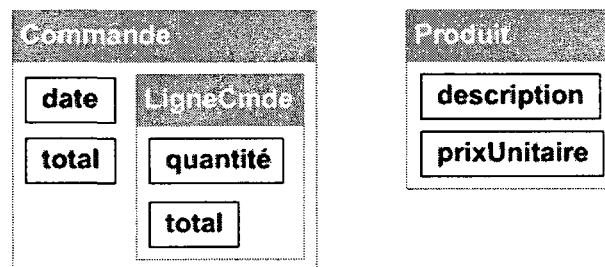 Commande
date
total
LigneCmde
quantité
total
Produit
description
prixUnitaire